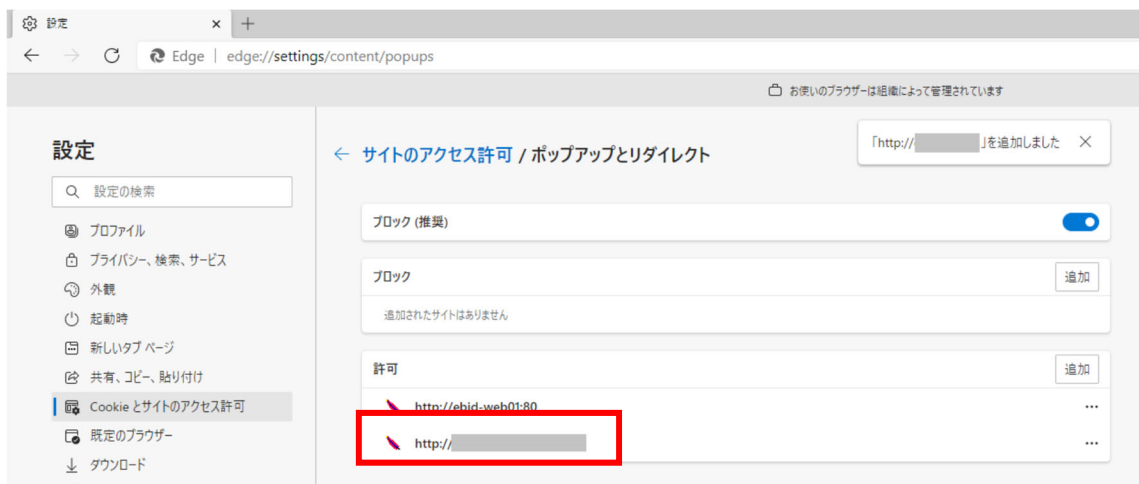 設定
Edge | edge://settings/content/popups
お使いのブラウザーは組織によって管理されています
設定
サイトのアクセス許可 / ポップアップとリダイレクト
「http:// 」を追加しました
設定の検索
プロファイル
プライバシー、検索、サービス
外観
起動時
新しいタブ ページ
共有、コピー、貼り付け
Cookie とサイトのアクセス許可
既定のブラウザー
ダウンロード
ブロック (推奨)
ブロック
追加
追加されたサイトはありません
許可
追加
http://ebid-web01:80
http://